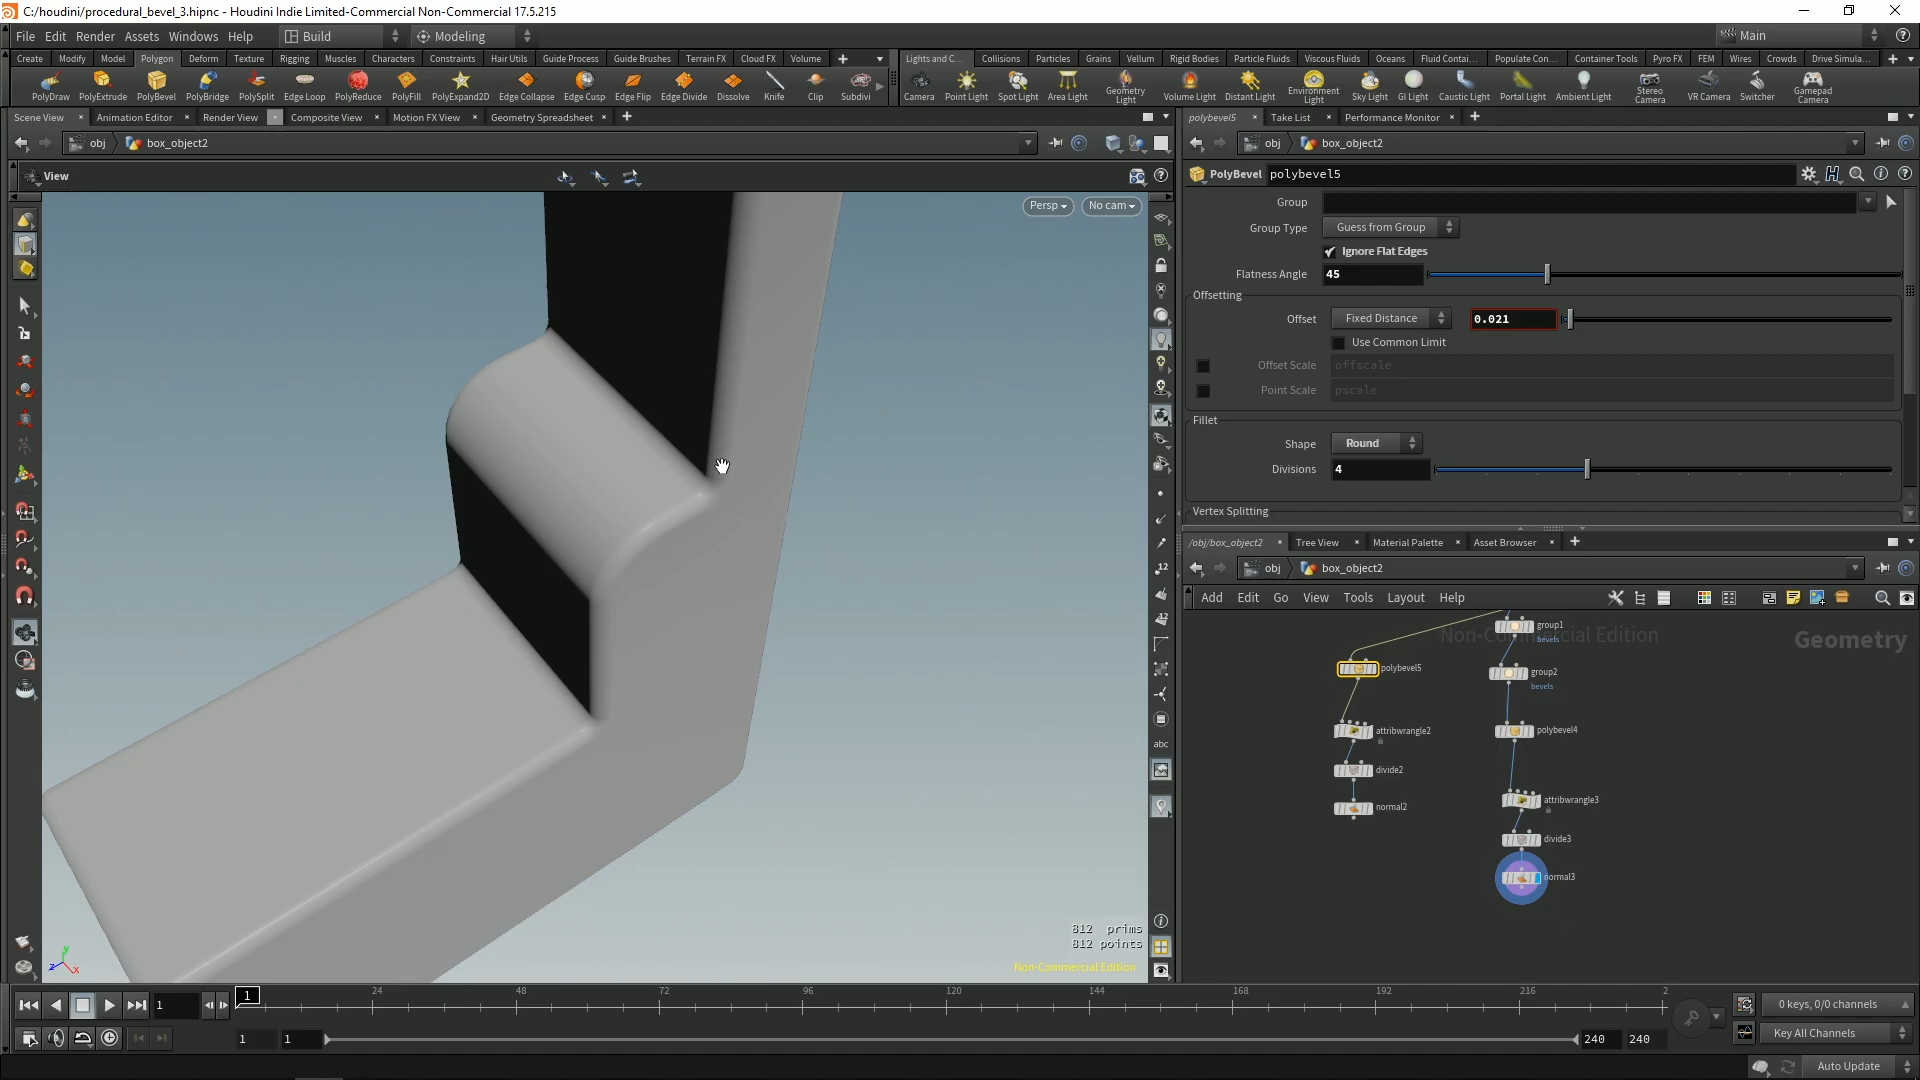 C:/houdini/procedural_bevel_3.hipnc - Houdini Indie Limited-Commercial Non-Commercial 17.5.215
File Edit Render Assets Windows Help Build Modeling Main
Create Modify Model Polygon Deform Texture Rigging Muscles Characters Constraints Hair Utils Guide Process Guide Brushes Terrain FX Cloud FX Volume
Lights and C... Collisions Particles Grains Vellum Rigid Bodies Particle Fluids Viscous Fluids Oceans Fluid Contai... Populate Con... Container Tools Pyro FX FEM Wires Crowds Drive Simula...
PolyDraw PolyExtrude PolyBevel PolyBridge PolySplit Edge Loop PolyReduce PolyFill PolyExpand2D Edge Collapse Edge Cusp Edge Flip Edge Divide Dissolve Knife Clip Subdivi
Camera Point Light Spot Light Area Light Geometry Light Volume Light Distant Light Environment Light Sky Light GI Light Caustic Light Portal Light Ambient Light Stereo Camera VR Camera Switcher Gamepad Camera
Scene View Animation Editor Render View Composite View Motion FX View Geometry Spreadsheet
polybevel5 Take List Performance Monitor
obj box_object2
obj box_object2
View
PolyBevel polybevel5
Persp No cam
Group
Group Type Guess from Group
Ignore Flat Edges
Flatness Angle 45
Offsetting
Offset Fixed Distance 0.021
Use Common Limit
Offset Scale offscale
Point Scale pscale
Fillet
Shape Round
Divisions 4
Vertex Splitting
/obj/box_object2 Tree View Material Palette Asset Browser
obj box_object2
Add Edit Go View Tools Layout Help
Non-Commercial Edition
Geometry
group1
bevels
polybevel5
group2
bevels
attribwrangle2
polybevel4
divide2
attribwrangle3
normal2
divide3
normal3
12
12
abc
y
z x
812 prims
812 points
Non-Commercial Edition
1 1 24 48 72 96 120 144 168 192 216 2
0 keys, 0/0 channels
1 1 240 240
Key All Channels
Auto Update